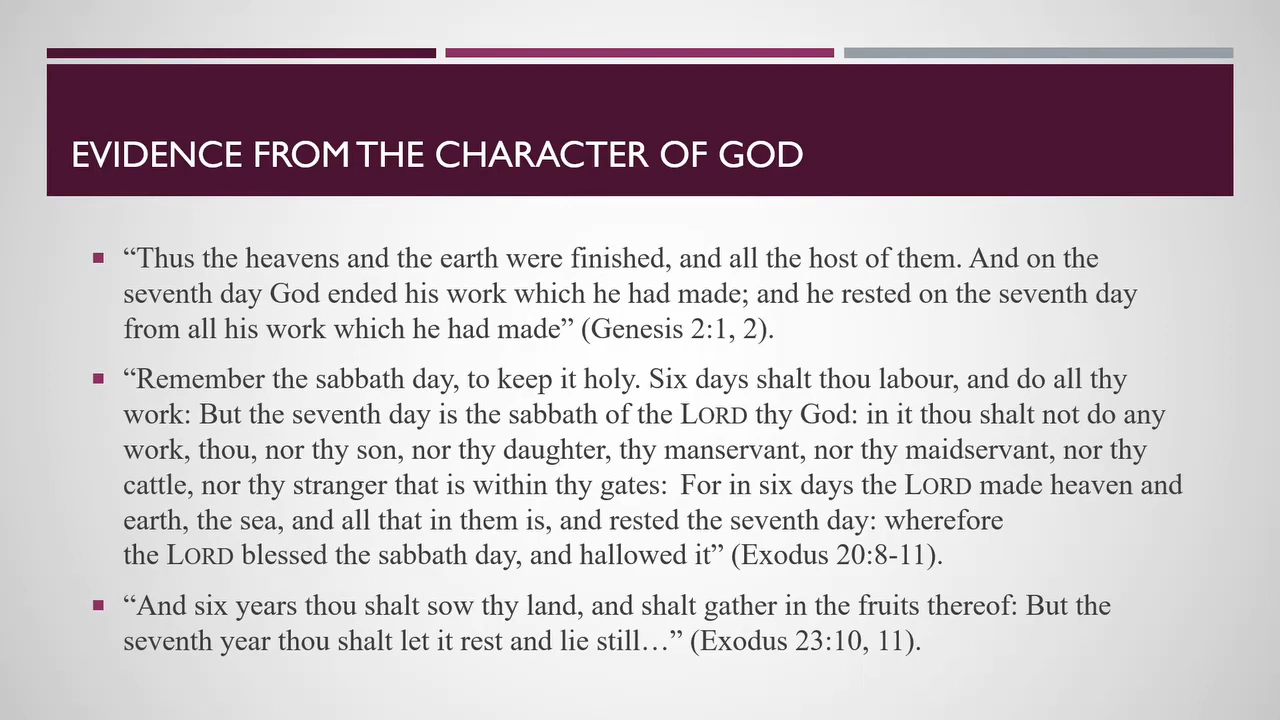 EVIDENCE FROM THE CHARACTER OF GOD
“Thus the heavens and the earth were finished, and all the host of them. And on the
seventh day God ended his work which he had made; and he rested on the seventh day
from all his work which he had made” (Genesis 2:1, 2).
“Remember the sabbath day, to keep it holy. Six days shalt thou labour, and do all thy
work: But the seventh day is the sabbath of the LORD thy God: in it thou shalt not do any
work, thou, nor thy son, nor thy daughter, thy manservant, nor thy maidservant, nor thy
cattle, nor thy stranger that is within thy gates:  For in six days the LORD made heaven and
earth, the sea, and all that in them is, and rested the seventh day: wherefore
the LORD blessed the sabbath day, and hallowed it” (Exodus 20:8-11).
“And six years thou shalt sow thy land, and shalt gather in the fruits thereof: But the
seventh year thou shalt let it rest and lie still…” (Exodus 23:10, 11).